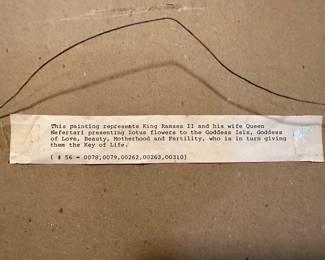 This painting represents King Ramses II and his wife Queen
Nefertari presenting lotus flowers to the Goddess Isis, Goddess
of Love, Beauty, Motherhood and Fertility, who is in turn giving
them the Key of Life.
( # 56 - 0078,0079,00262,00263,00310)